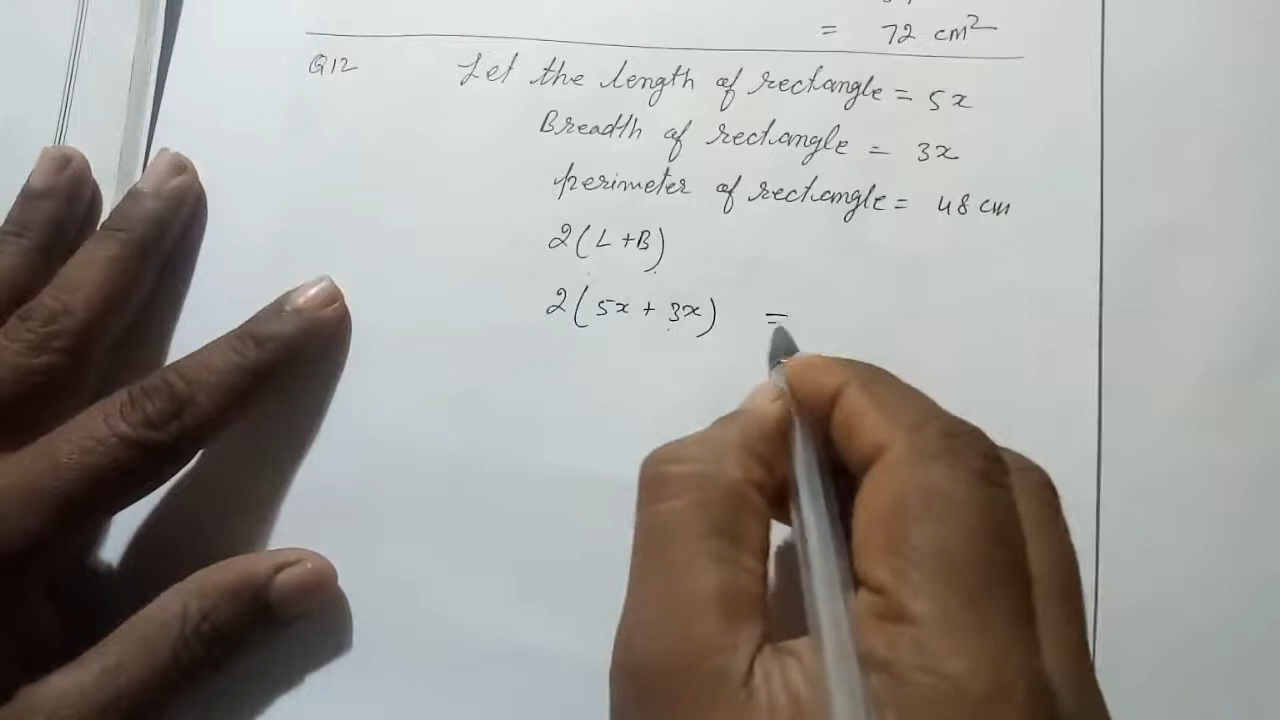 = 72 cm²
Q12 Let the length of rectangle = 5x
Breadth of rectangle = 3x
perimeter of rectangle = 48 cm
2(L+B)
2(5x + 3x) =